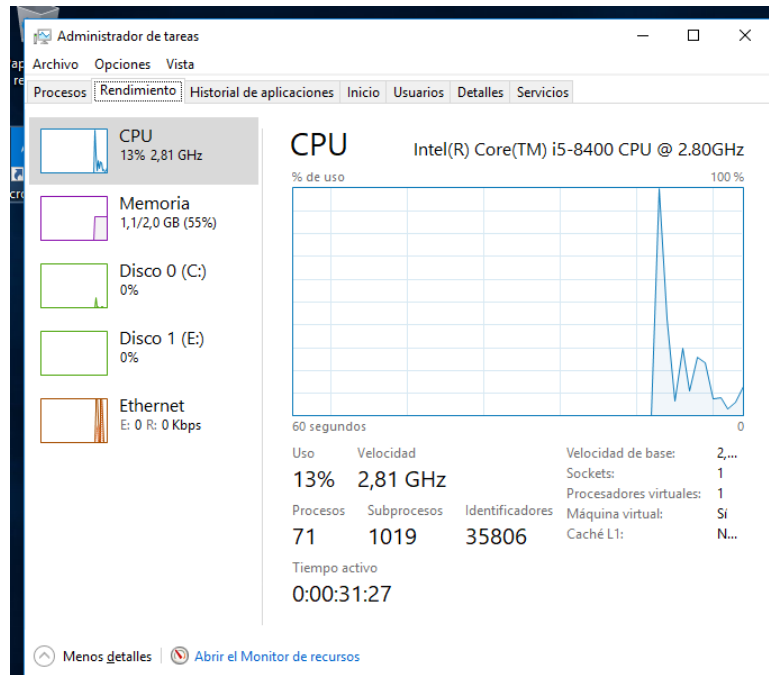 Administrador de tareas
Archivo Opciones Vista
Procesos Rendimiento Historial de aplicaciones Inicio Usuarios Detalles Servicios
CPU
13% 2,81 GHz
Memoria
1,1/2,0 GB (55%)
Disco 0 (C:)
0%
Disco 1 (E:)
0%
Ethernet
E: 0 R: 0 Kbps
CPU Intel(R) Core(TM) i5-8400 CPU @ 2.80GHz
% de uso 100 %
60 segundos 0
Uso Velocidad
13% 2,81 GHz
Procesos Subprocesos Identificadores
71 1019 35806
Tiempo activo
0:00:31:27
Velocidad de base: 2,...
Sockets: 1
Procesadores virtuales: 1
Máquina virtual: Sí
Caché L1: N...
Menos detalles Abrir el Monitor de recursos